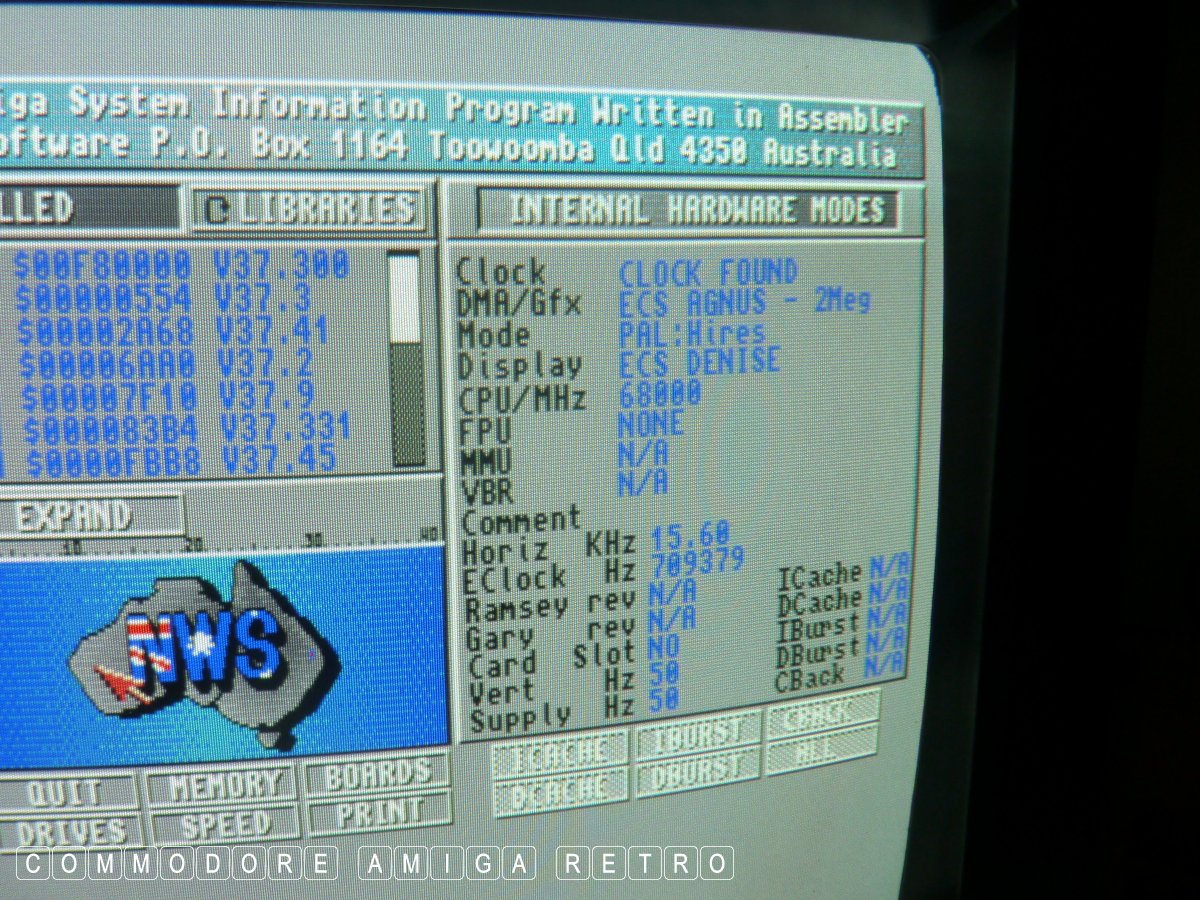 iga System Information Program Written in Assembler
oftware P.O. Box 1164 Toowoomba Qld 4350 Australia
LLED
LIBRARIES
$00F80000 V37.300
$00000554 V37.3
$00002A68 V37.41
$00006AA0 V37.2
$00007F10 V37.9
$000083B4 V37.331
$0000FBB8 V37.45
EXPAND
10 20 30 40
NWS
QUIT MEMORY BOARDS
DRIVES SPEED PRINT
INTERNAL HARDWARE MODES
Clock CLOCK FOUND
DMA/Gfx ECS AGNUS - 2Meg
Mode PAL:Hires
Display ECS DENISE
CPU/MHz 68000
FPU NONE
MMU N/A
VBR N/A
Comment
Horiz KHz 15.60
EClock Hz 709379
Ramsey rev N/A
Gary rev N/A
Card Slot NO
Vert Hz 50
Supply Hz 50
ICache N/A
DCache N/A
IBurst N/A
DBurst N/A
CBack N/A
ICACHE IBURST CBACK
DCACHE DBURST ALL
COMMODORE AMIGA RETRO